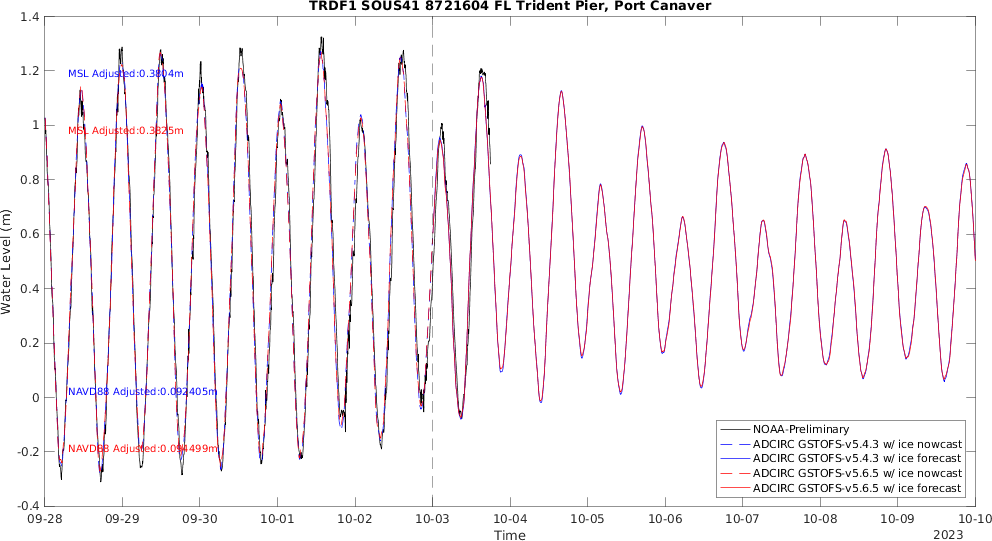 TRDF1 SOUS41 8721604 FL Trident Pier, Port Canaver
Water Level (m)
1.4
1.2
1
0.8
0.6
0.4
0.2
0
-0.2
-0.4
MSL Adjusted:0.3804m
MSL Adjusted:0.3825m
NAVD88 Adjusted:0.092405m
NAVD88 Adjusted:0.094499m
NOAA-Preliminary
ADCIRC GSTOFS-v5.4.3 w/ ice nowcast
ADCIRC GSTOFS-v5.4.3 w/ ice forecast
ADCIRC GSTOFS-v5.6.5 w/ ice nowcast
ADCIRC GSTOFS-v5.6.5 w/ ice forecast
09-28 09-29 09-30 10-01 10-02 10-03 10-04 10-05 10-06 10-07 10-08 10-09 10-10
Time
2023